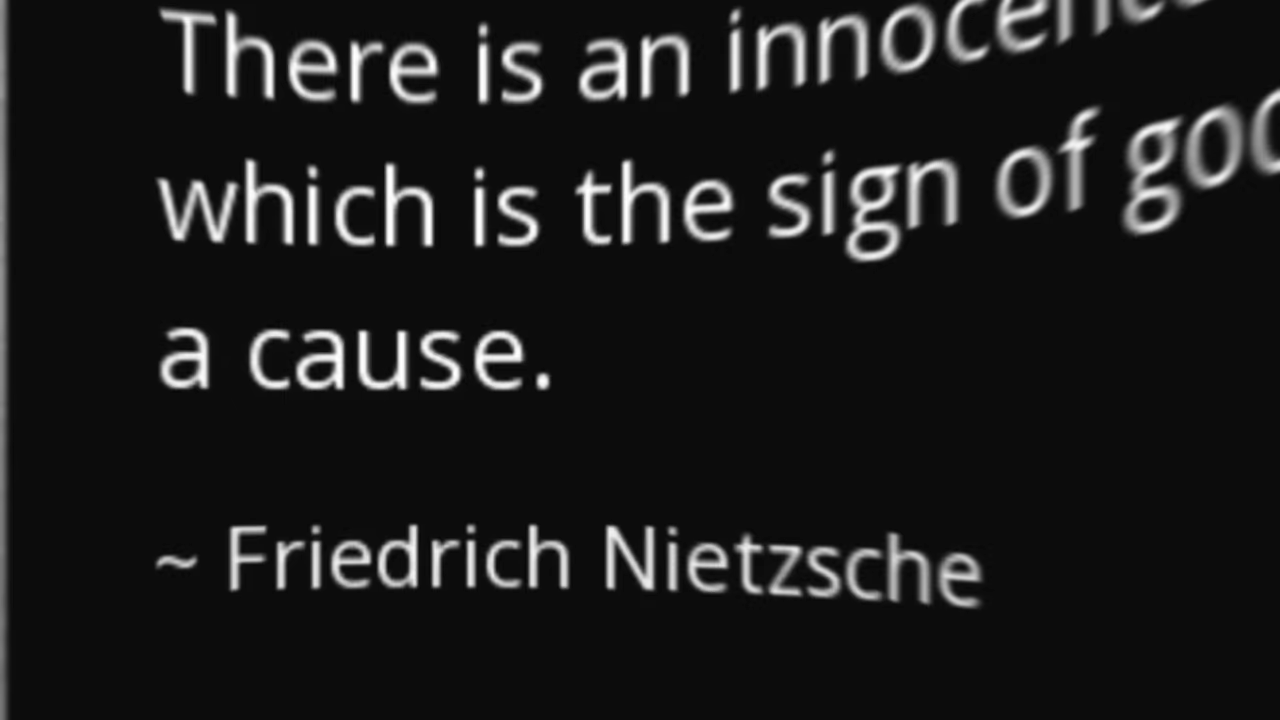 There is an
which is the sign of
a cause.
~ Friedrich Nietzsche